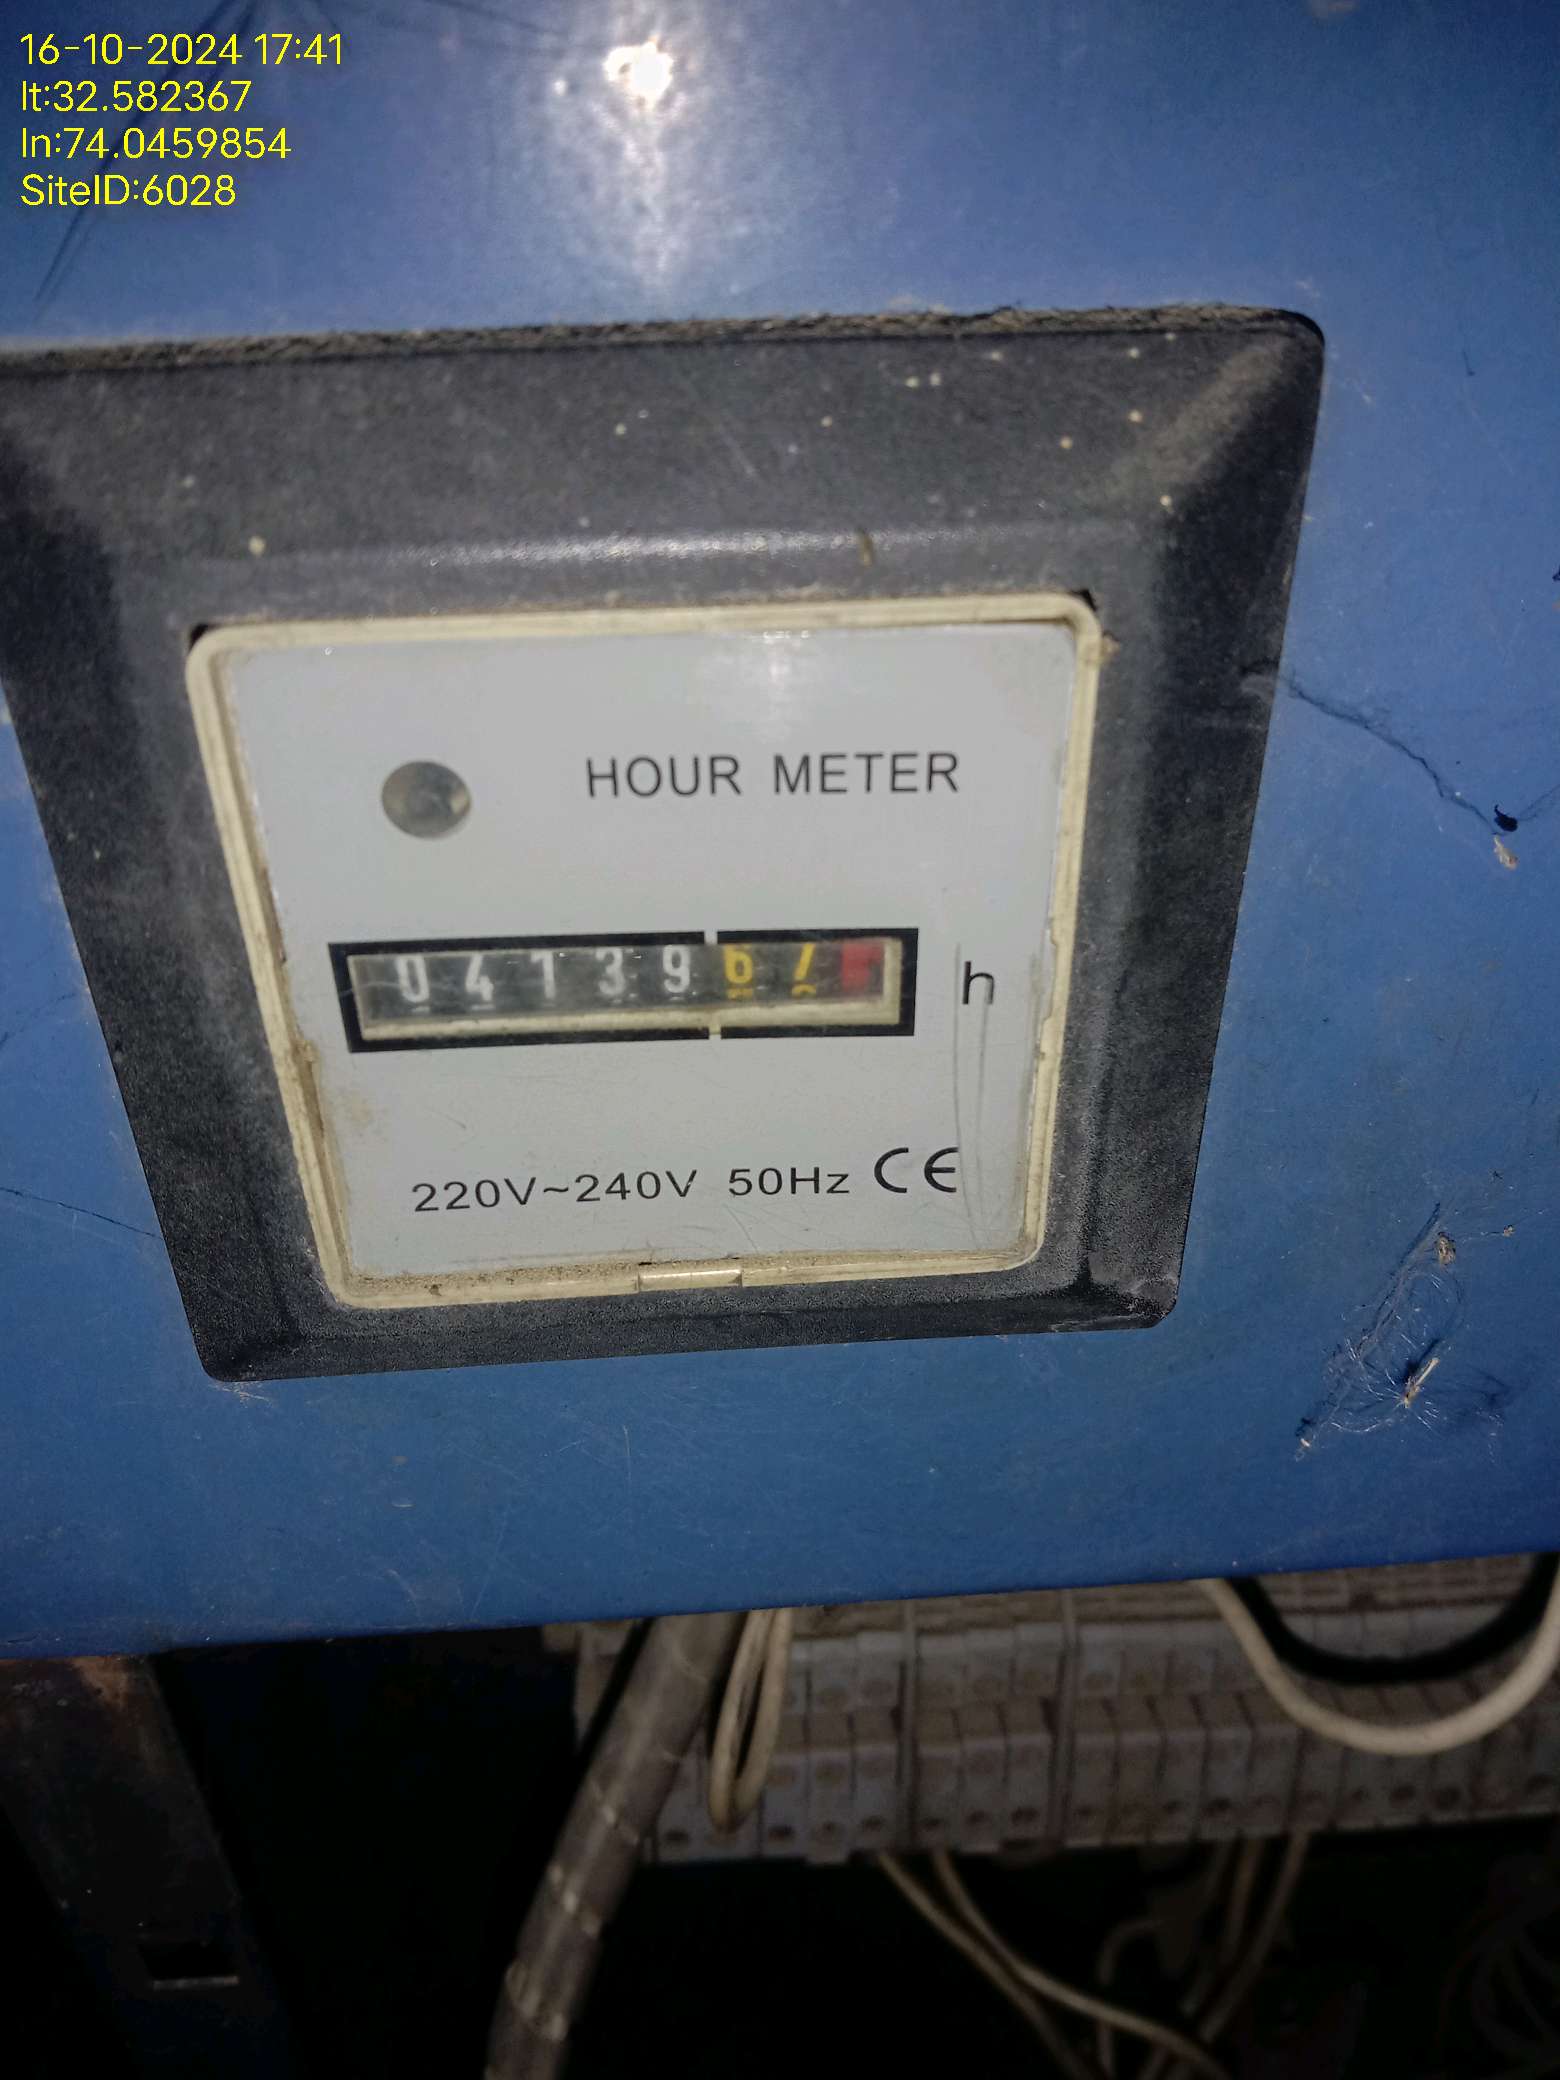 16-10-2024 17:41
lt:32.582367
ln:74.0459854
SiteID:6028
HOUR METER
0413967 h
220V~240V 50Hz CE